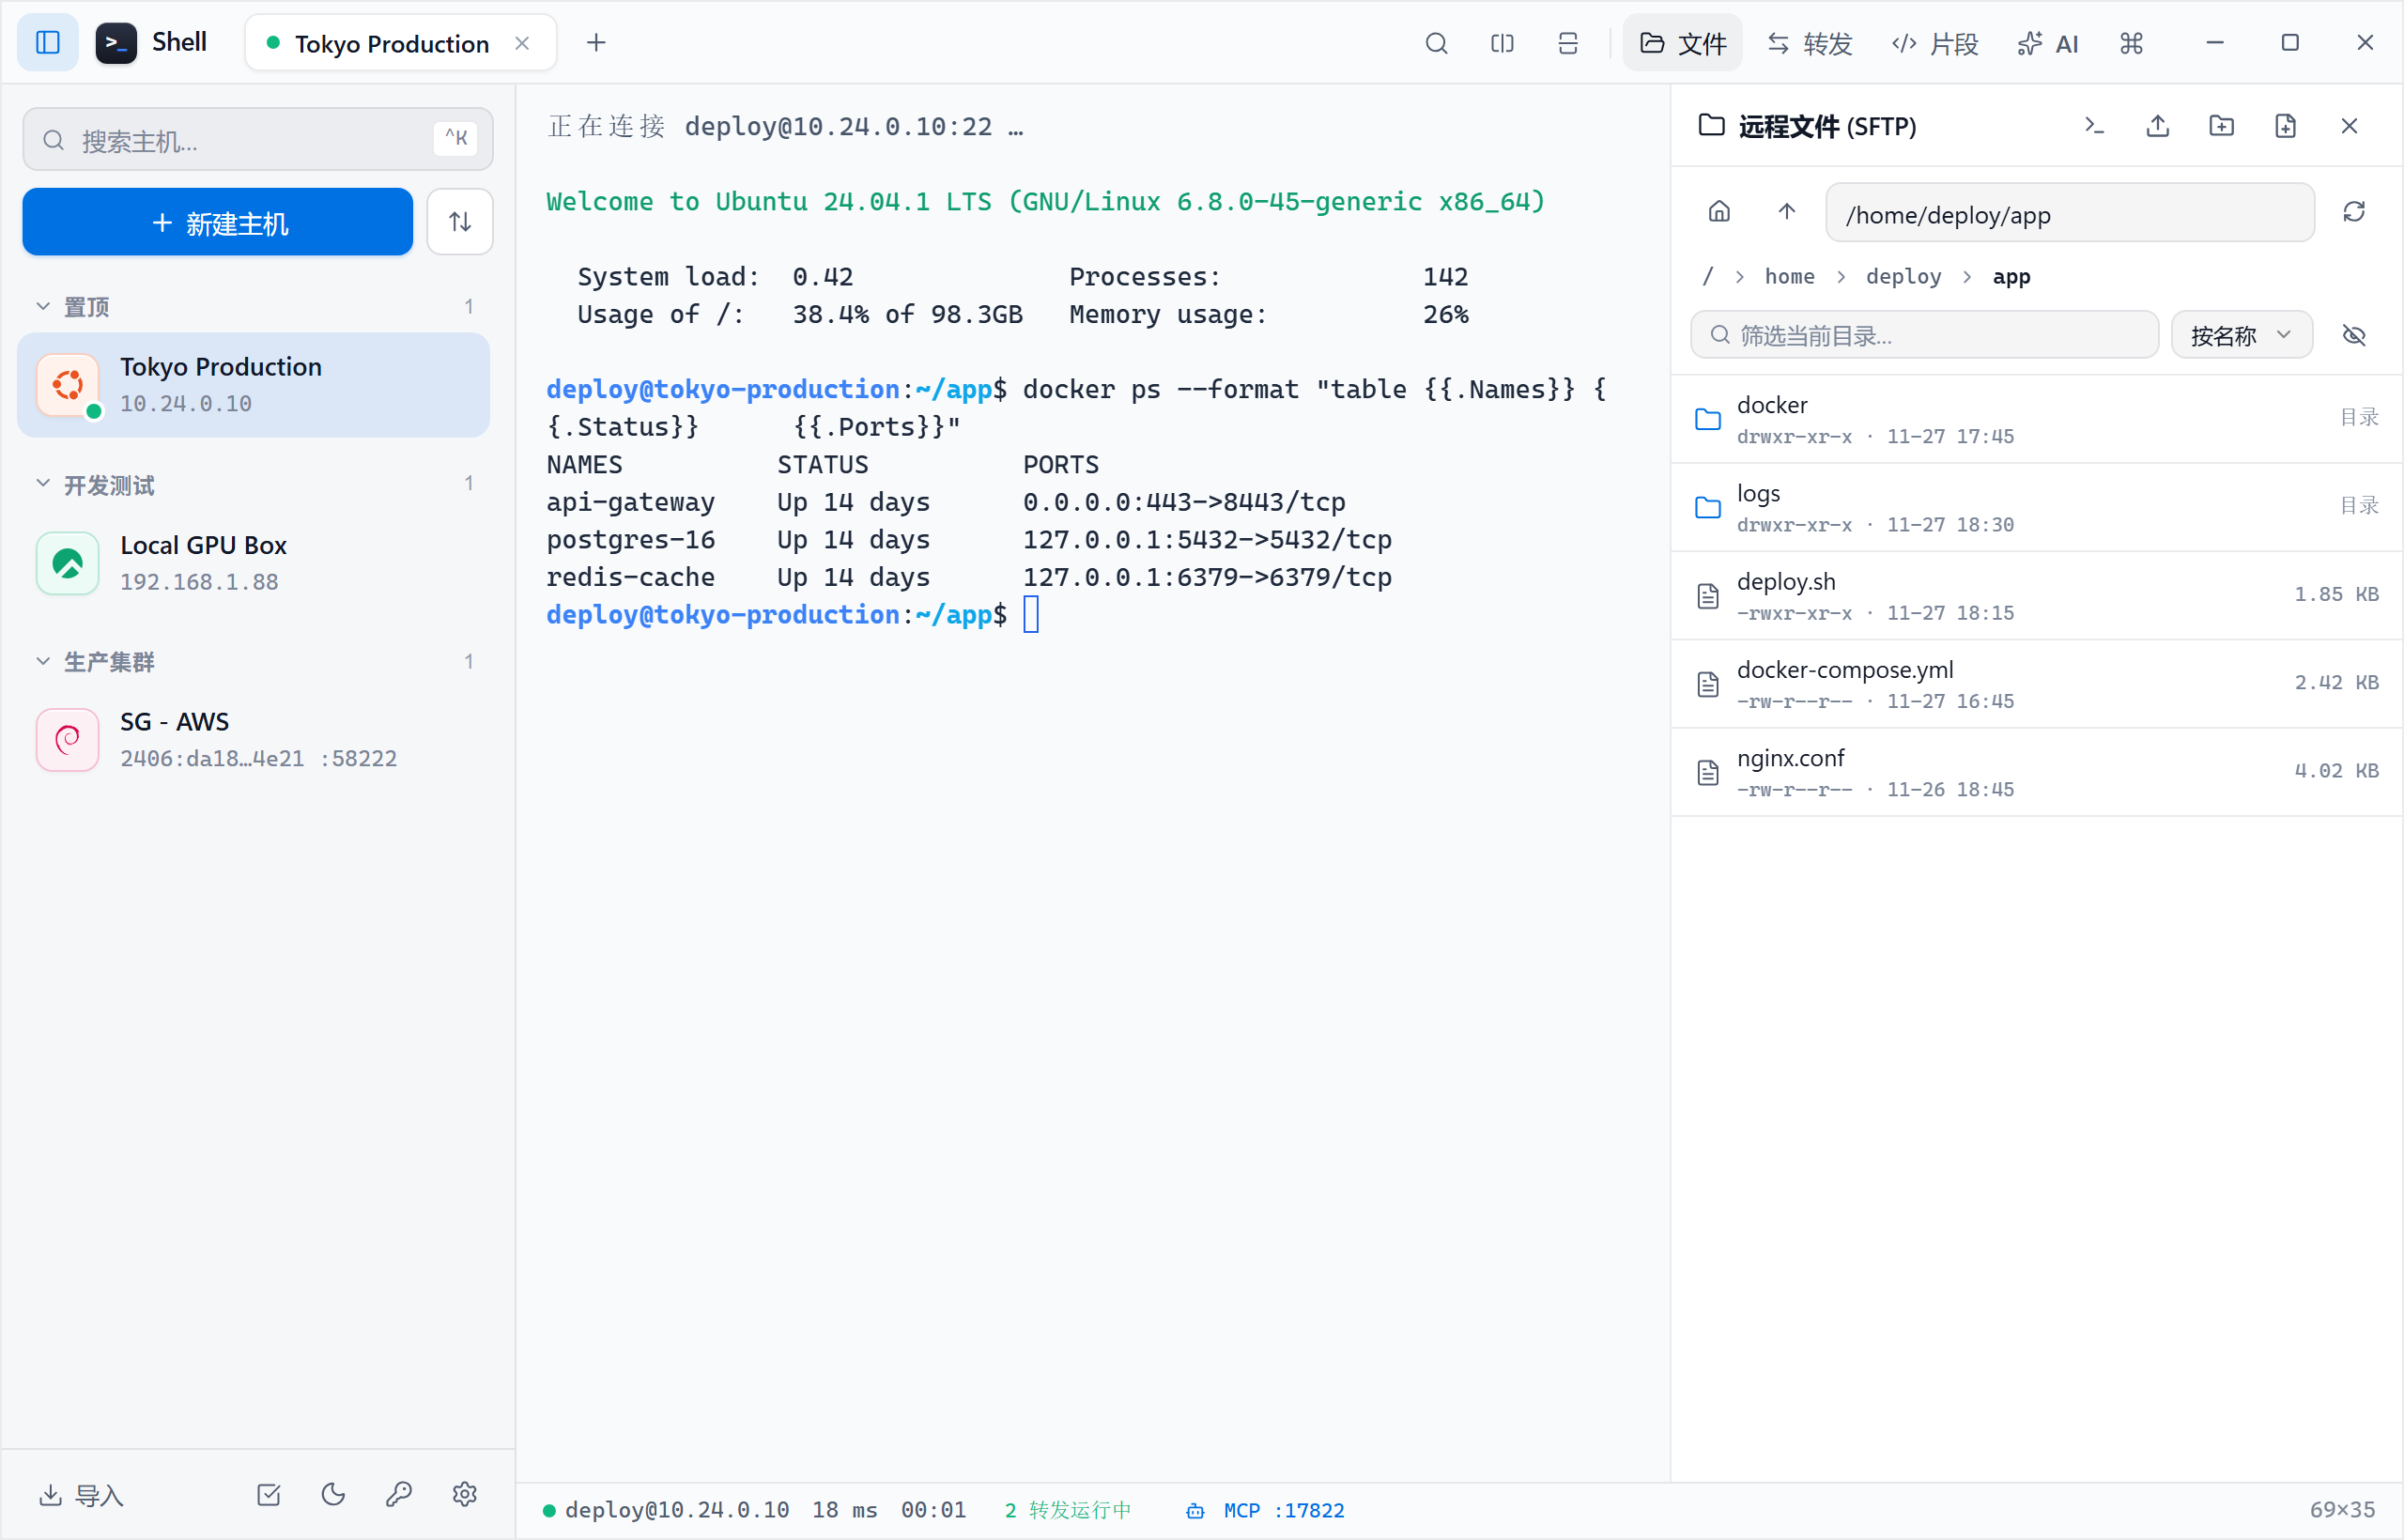 >_ Shell
Tokyo Production
文件
转发
片段
AI
搜索主机...
^K
新建主机
置顶 1
Tokyo Production
10.24.0.10
开发测试 1
Local GPU Box
192.168.1.88
生产集群 1
SG - AWS
2406:da18…4e21 :58222
导入
正在连接 deploy@10.24.0.10:22 …
Welcome to Ubuntu 24.04.1 LTS (GNU/Linux 6.8.0-45-generic x86_64)
System load: 0.42 Processes: 142
Usage of /: 38.4% of 98.3GB Memory usage: 26%
deploy@tokyo-production:~/app$ docker ps --format "table {{.Names}} {
{.Status}} {{.Ports}}"
NAMES STATUS PORTS
api-gateway Up 14 days 0.0.0.0:443->8443/tcp
postgres-16 Up 14 days 127.0.0.1:5432->5432/tcp
redis-cache Up 14 days 127.0.0.1:6379->6379/tcp
deploy@tokyo-production:~/app$
远程文件 (SFTP)
/home/deploy/app
/ > home > deploy > app
筛选当前目录...
按名称
docker
drwxr-xr-x · 11-27 17:45
目录
logs
drwxr-xr-x · 11-27 18:30
目录
deploy.sh
-rwxr-xr-x · 11-27 18:15
1.85 KB
docker-compose.yml
-rw-r--r-- · 11-27 16:45
2.42 KB
nginx.conf
-rw-r--r-- · 11-26 18:45
4.02 KB
deploy@10.24.0.10 18 ms 00:01 2 转发运行中 MCP :17822 69×35